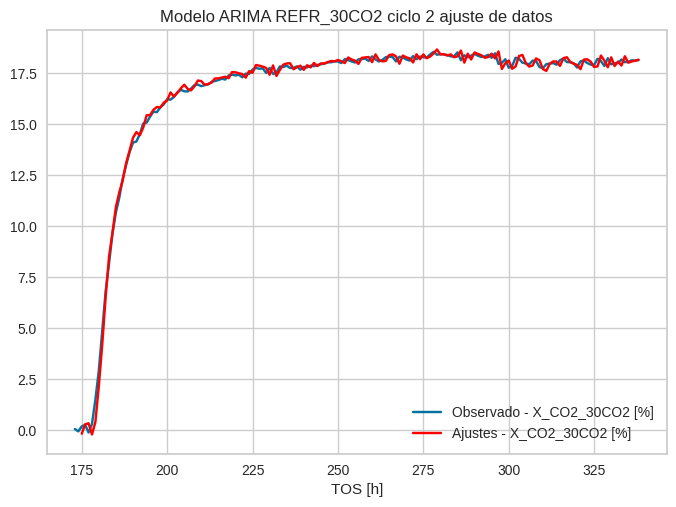 Modelo ARIMA REFR_30CO2 ciclo 2 ajuste de datos
17.5
15.0
12.5
10.0
7.5
5.0
2.5
0.0
Observado - X_CO2_30CO2 [%]
Ajustes - X_CO2_30CO2 [%]
175 200 225 250 275 300 325
TOS [h]